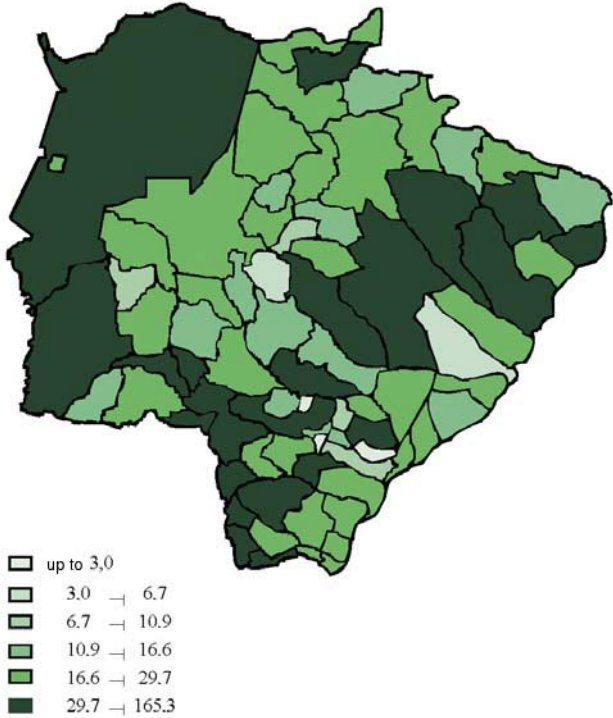 up to 3,0
3.0 ⊣ 6.7
6.7 ⊣ 10.9
10.9 ⊣ 16.6
16.6 ⊣ 29.7
29.7 ⊣ 165.3